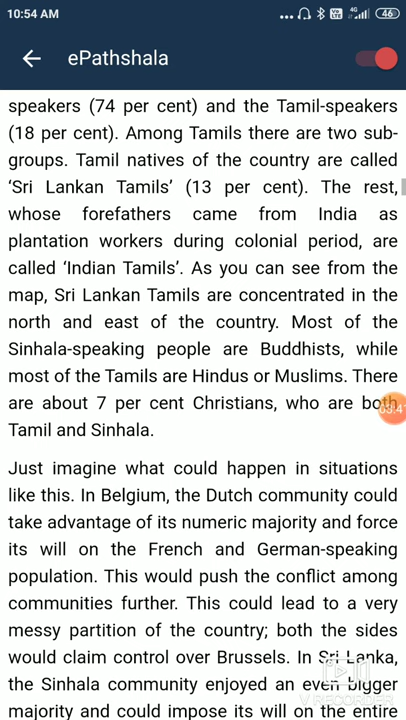 10:54 AM ... 4G 46
ePathshala
speakers (74 per cent) and the Tamil-speakers
(18 per cent). Among Tamils there are two sub-
groups. Tamil natives of the country are called
‘Sri Lankan Tamils’ (13 per cent). The rest,
whose forefathers came from India as
plantation workers during colonial period, are
called ‘Indian Tamils’. As you can see from the
map, Sri Lankan Tamils are concentrated in the
north and east of the country. Most of the
Sinhala-speaking people are Buddhists, while
most of the Tamils are Hindus or Muslims. There
are about 7 per cent Christians, who are both
03:41
Tamil and Sinhala.
Just imagine what could happen in situations
like this. In Belgium, the Dutch community could
take advantage of its numeric majority and force
its will on the French and German-speaking
population. This would push the conflict among
communities further. This could lead to a very
messy partition of the country; both the sides
would claim control over Brussels. In Sri Lanka,
the Sinhala community enjoyed an even bigger
majority and could impose its will on the entire